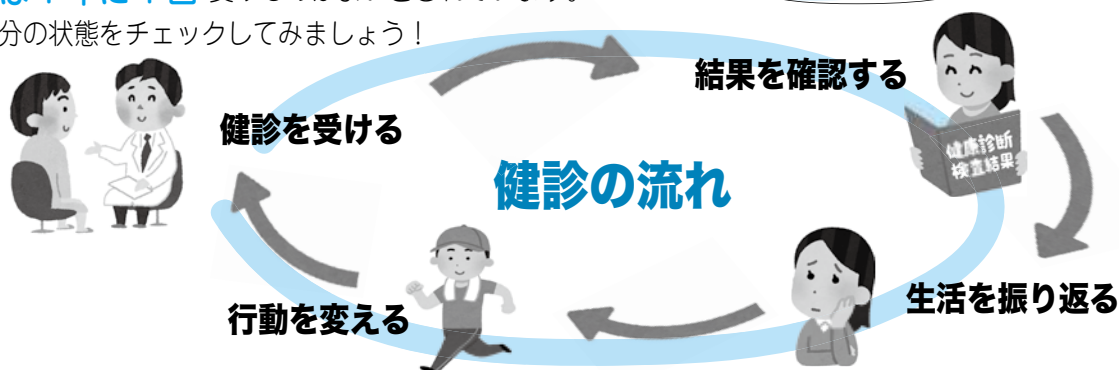 分の状態をチェックしてみましょう！
結果を確認する
健診を受ける
健康診断
検査結果
健診の流れ
生活を振り返る
行動を変える